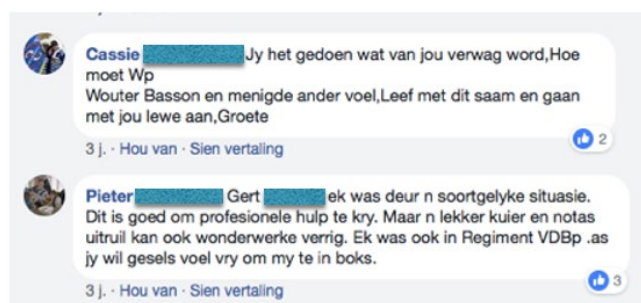 Cassie Jy het gedoen wat van jou verwag word,Hoe
moet Wp
Wouter Basson en menigde ander voel,Leef met dit saam en gaan
met jou lewe aan,Groete
2
3 j. · Hou van · Sien vertaling
Pieter Gert ek was deur n soortgelyke situasie.
Dit is goed om profesionele hulp te kry. Maar n lekker kuier en notas
uitruil kan ook wonderwerke verrig. Ek was ook in Regiment VDBp .as
jy wil gesels voel vry om my te in boks.
3
3 j. · Hou van · Sien vertaling